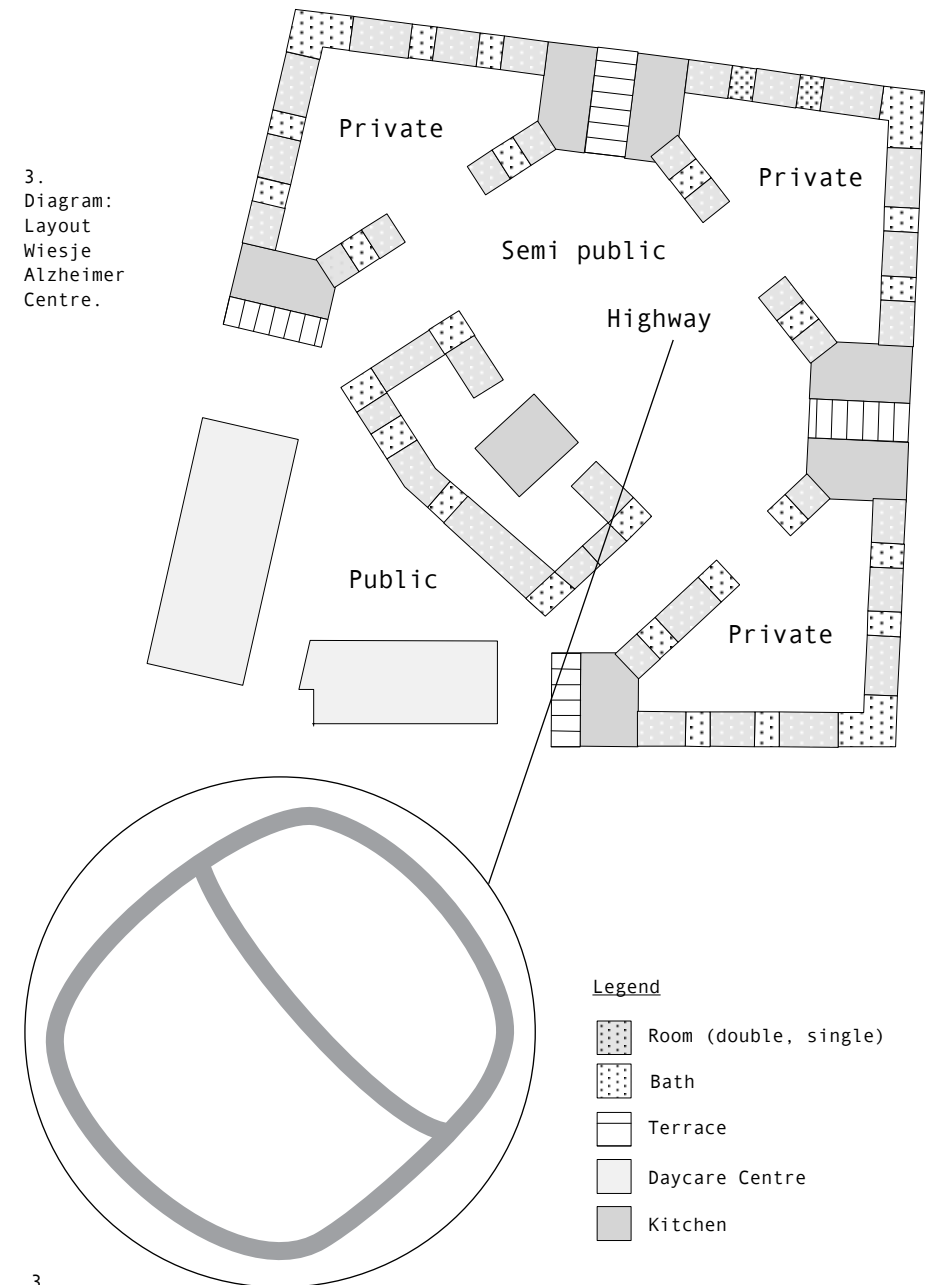 Private
Private
3.
Diagram:
Layout
Wiesje
Alzheimer
Centre.
Semi public
Highway
Public
Private
Legend
Room (double, single)
Bath
Terrace
Daycare Centre
Kitchen
3